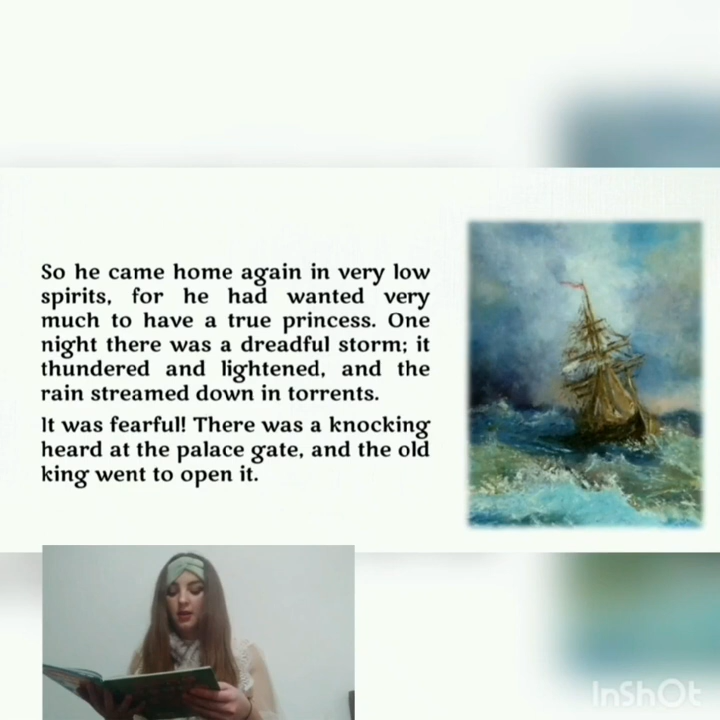 So he came home again in very low
spirits, for he had wanted very
much to have a true princess. One
night there was a dreadful storm; it
thundered and lightened, and the
rain streamed down in torrents.
It was fearful! There was a knocking
heard at the palace gate, and the old
king went to open it.
InShOt